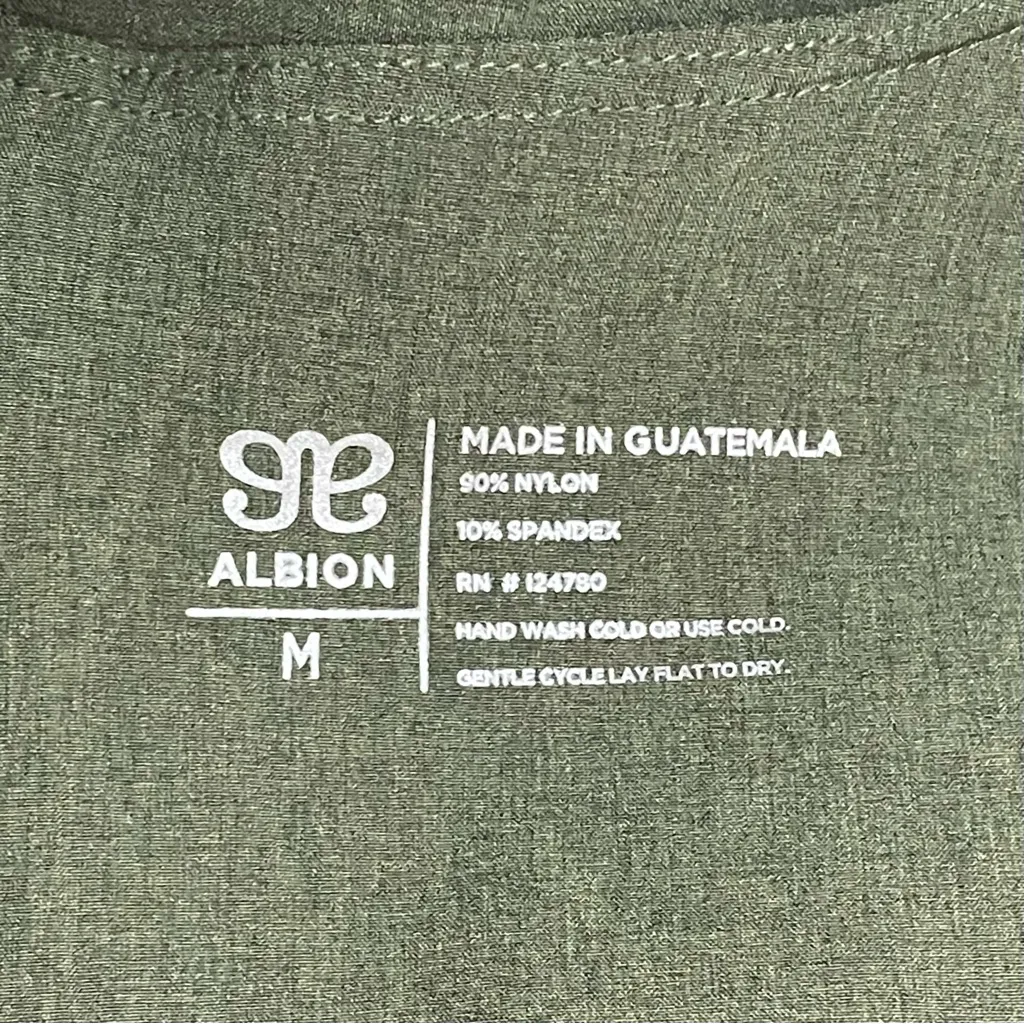 ALBION
M
MADE IN GUATEMALA
90% NYLON
10% SPANDEX
RN # 124780
HAND WASH COLD OR USE COLD.
GENTLE CYCLE LAY FLAT TO DRY.